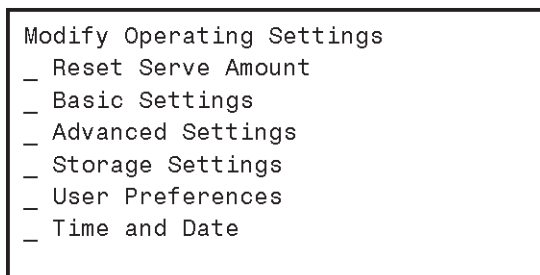 Modify Operating Settings
_ Reset Serve Amount
_ Basic Settings
_ Advanced Settings
_ Storage Settings
_ User Preferences
_ Time and Date